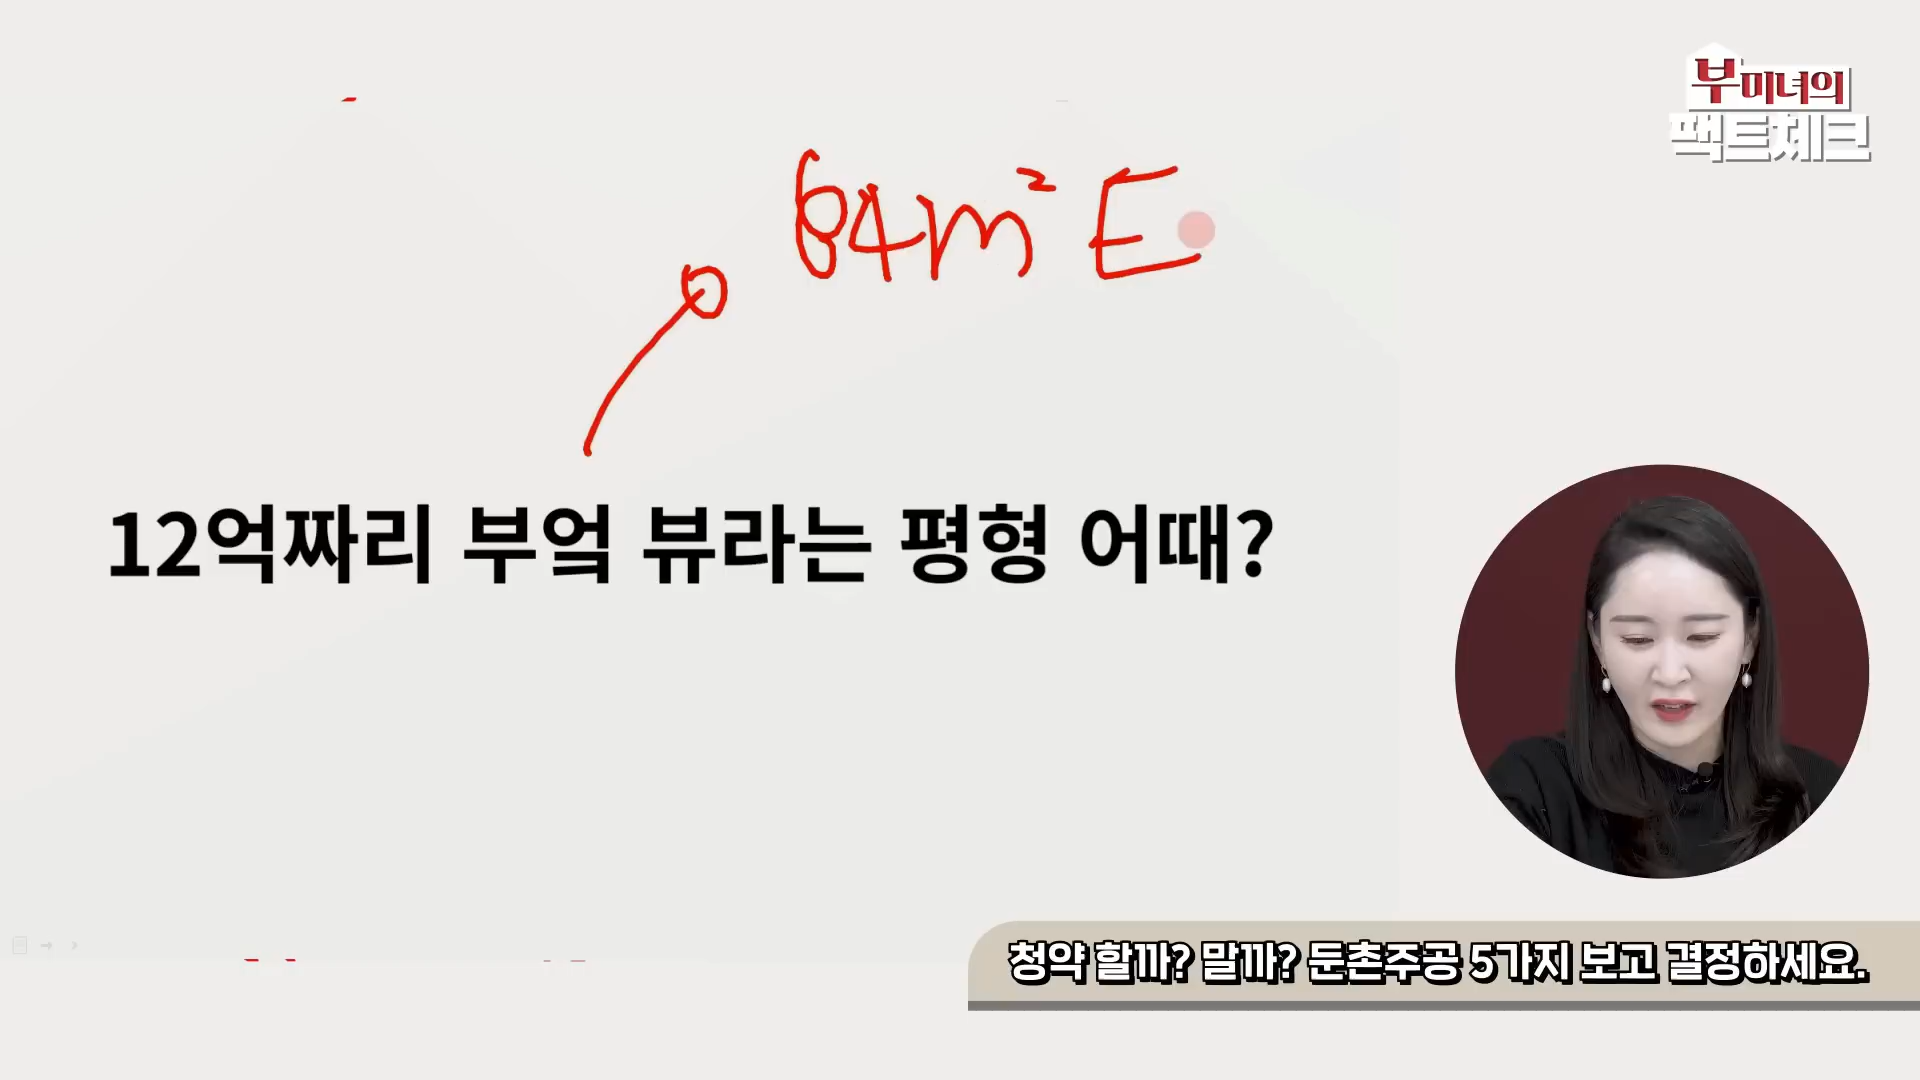 부미녀의
팩트체크
84m² E
12억짜리 부엌 뷰라는 평형 어때?
청약 할까? 말까? 둔촌주공 5가지 보고 결정하세요.